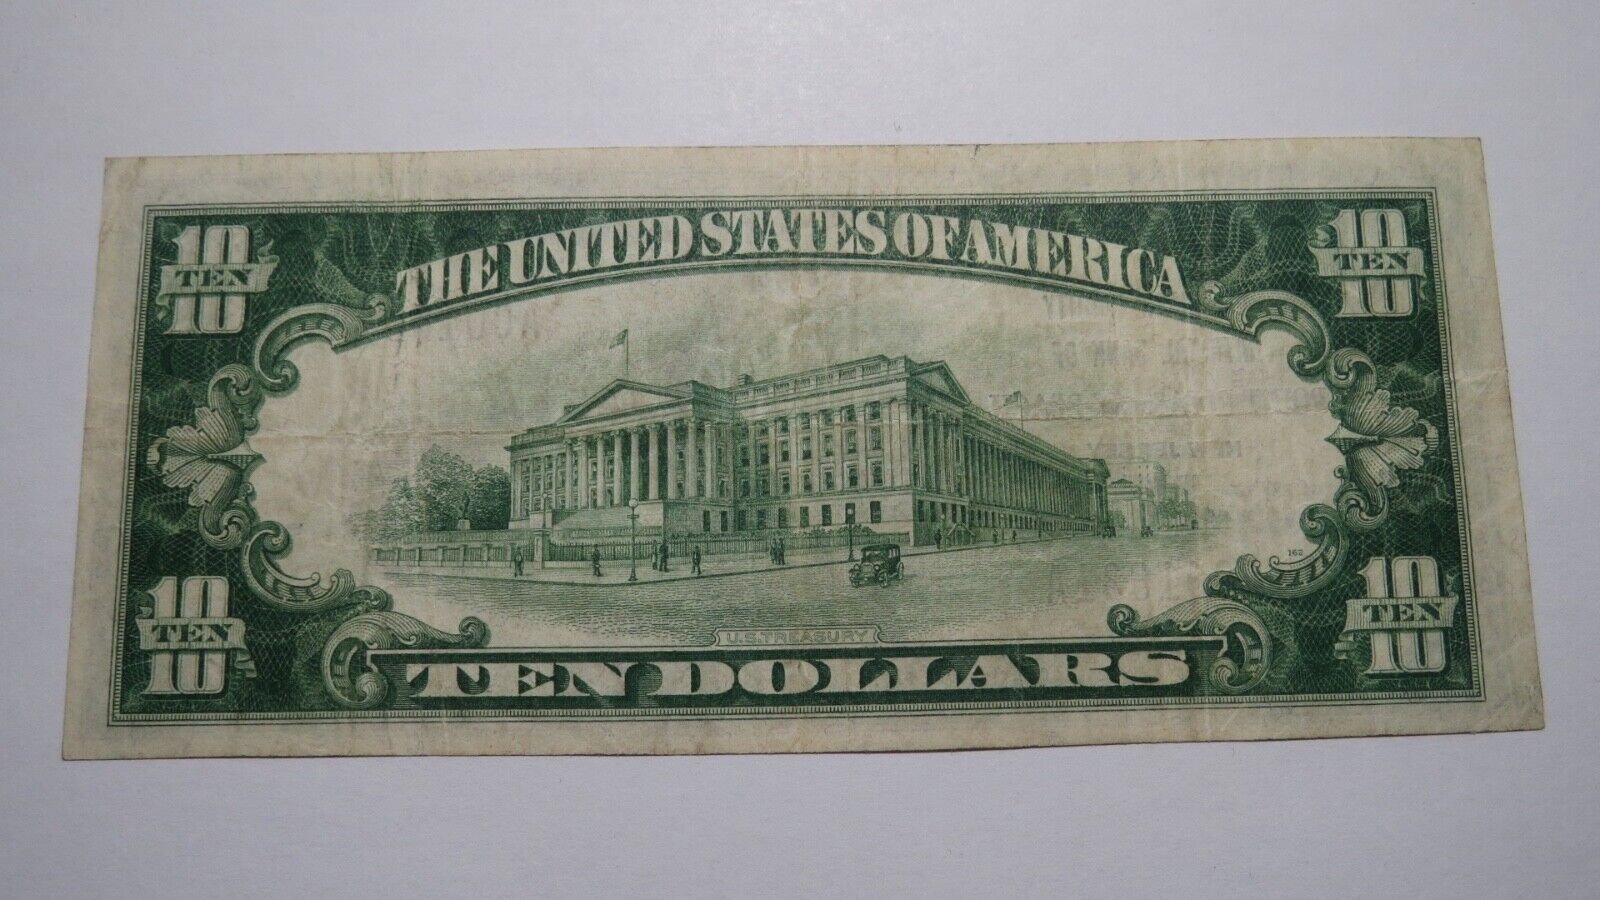 THE UNITED STATES OF AMERICA
10 TEN 10
10 TEN 10
162
10 TEN 10
10 TEN 10
U.S. TREASURY
TEN DOLLARS